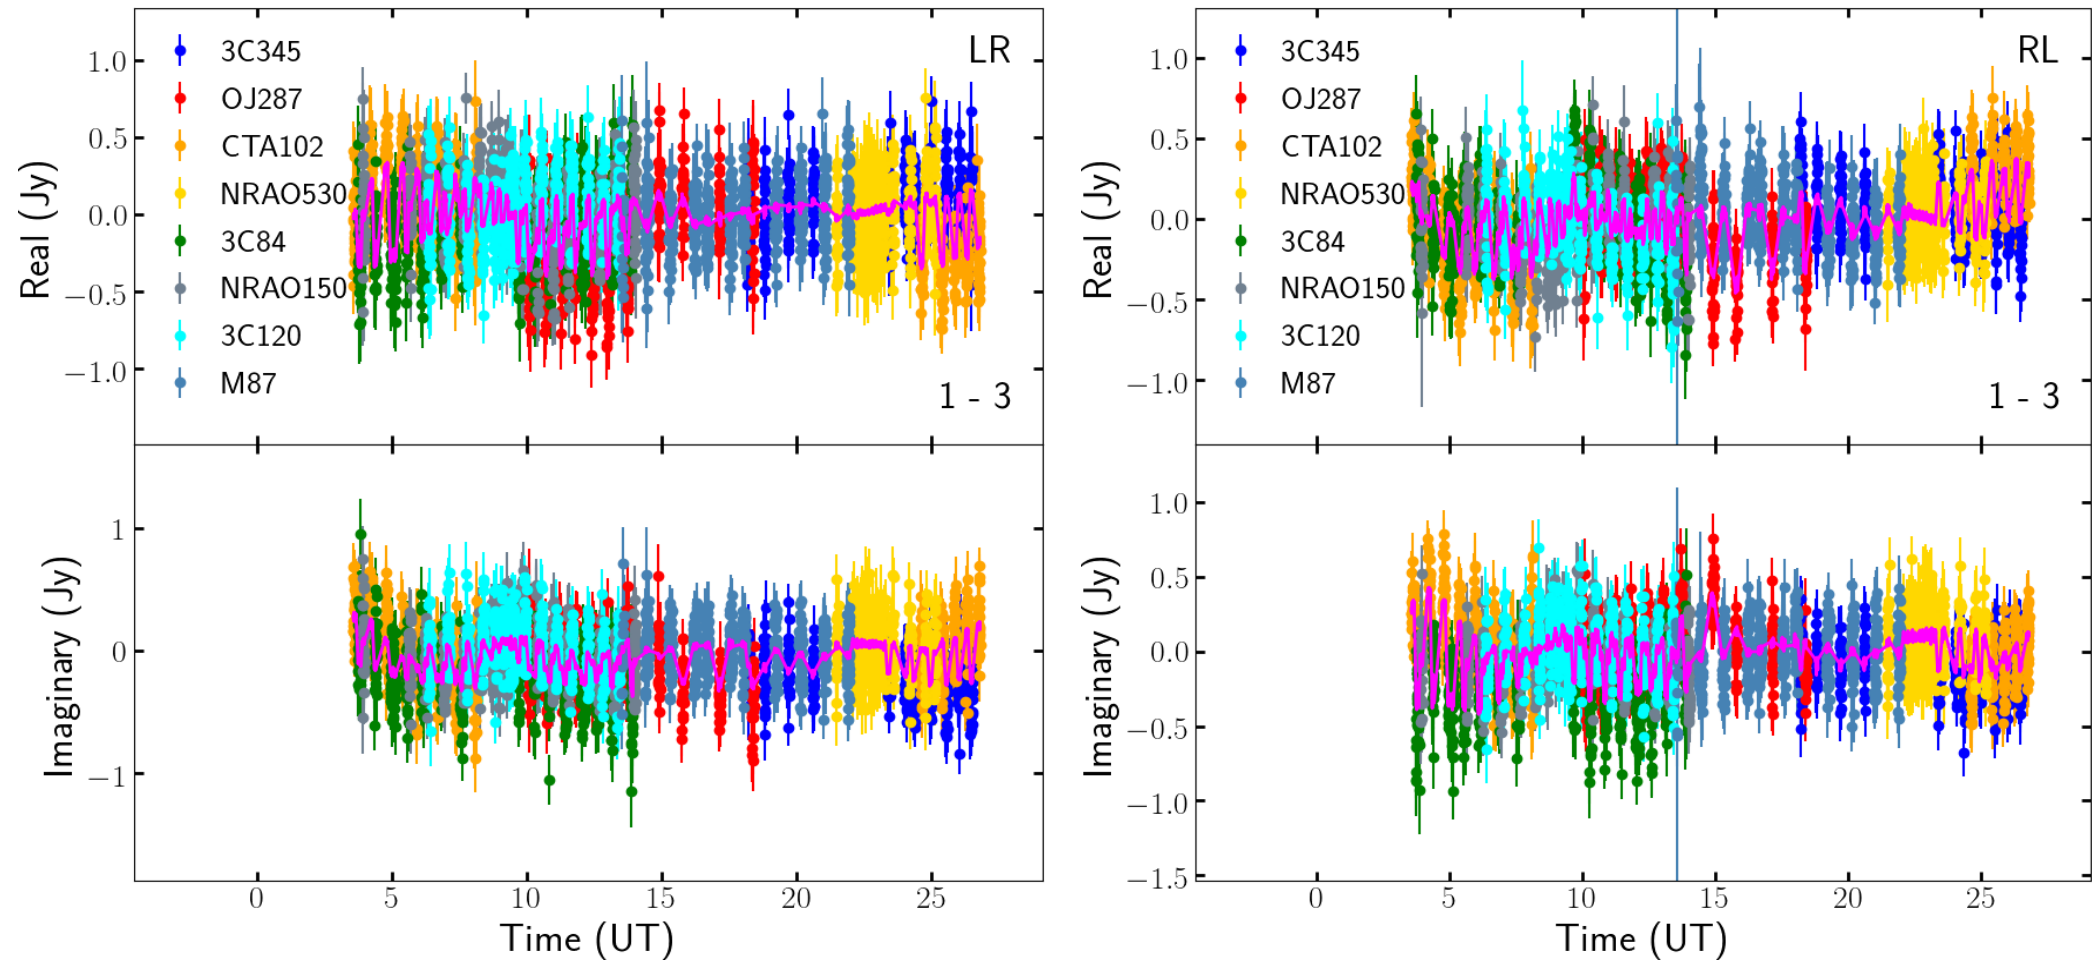 LR
Real (Jy)
1.0
0.5
0.0
−0.5
−1.0
3C345
OJ287
CTA102
NRAO530
3C84
NRAO150
3C120
M87
1 - 3
Imaginary (Jy)
1
0
−1
0 5 10 15 20 25
Time (UT)
RL
Real (Jy)
1.0
0.5
0.0
−0.5
−1.0
3C345
OJ287
CTA102
NRAO530
3C84
NRAO150
3C120
M87
1 - 3
Imaginary (Jy)
1.0
0.5
0.0
−0.5
−1.0
−1.5
0 5 10 15 20 25
Time (UT)